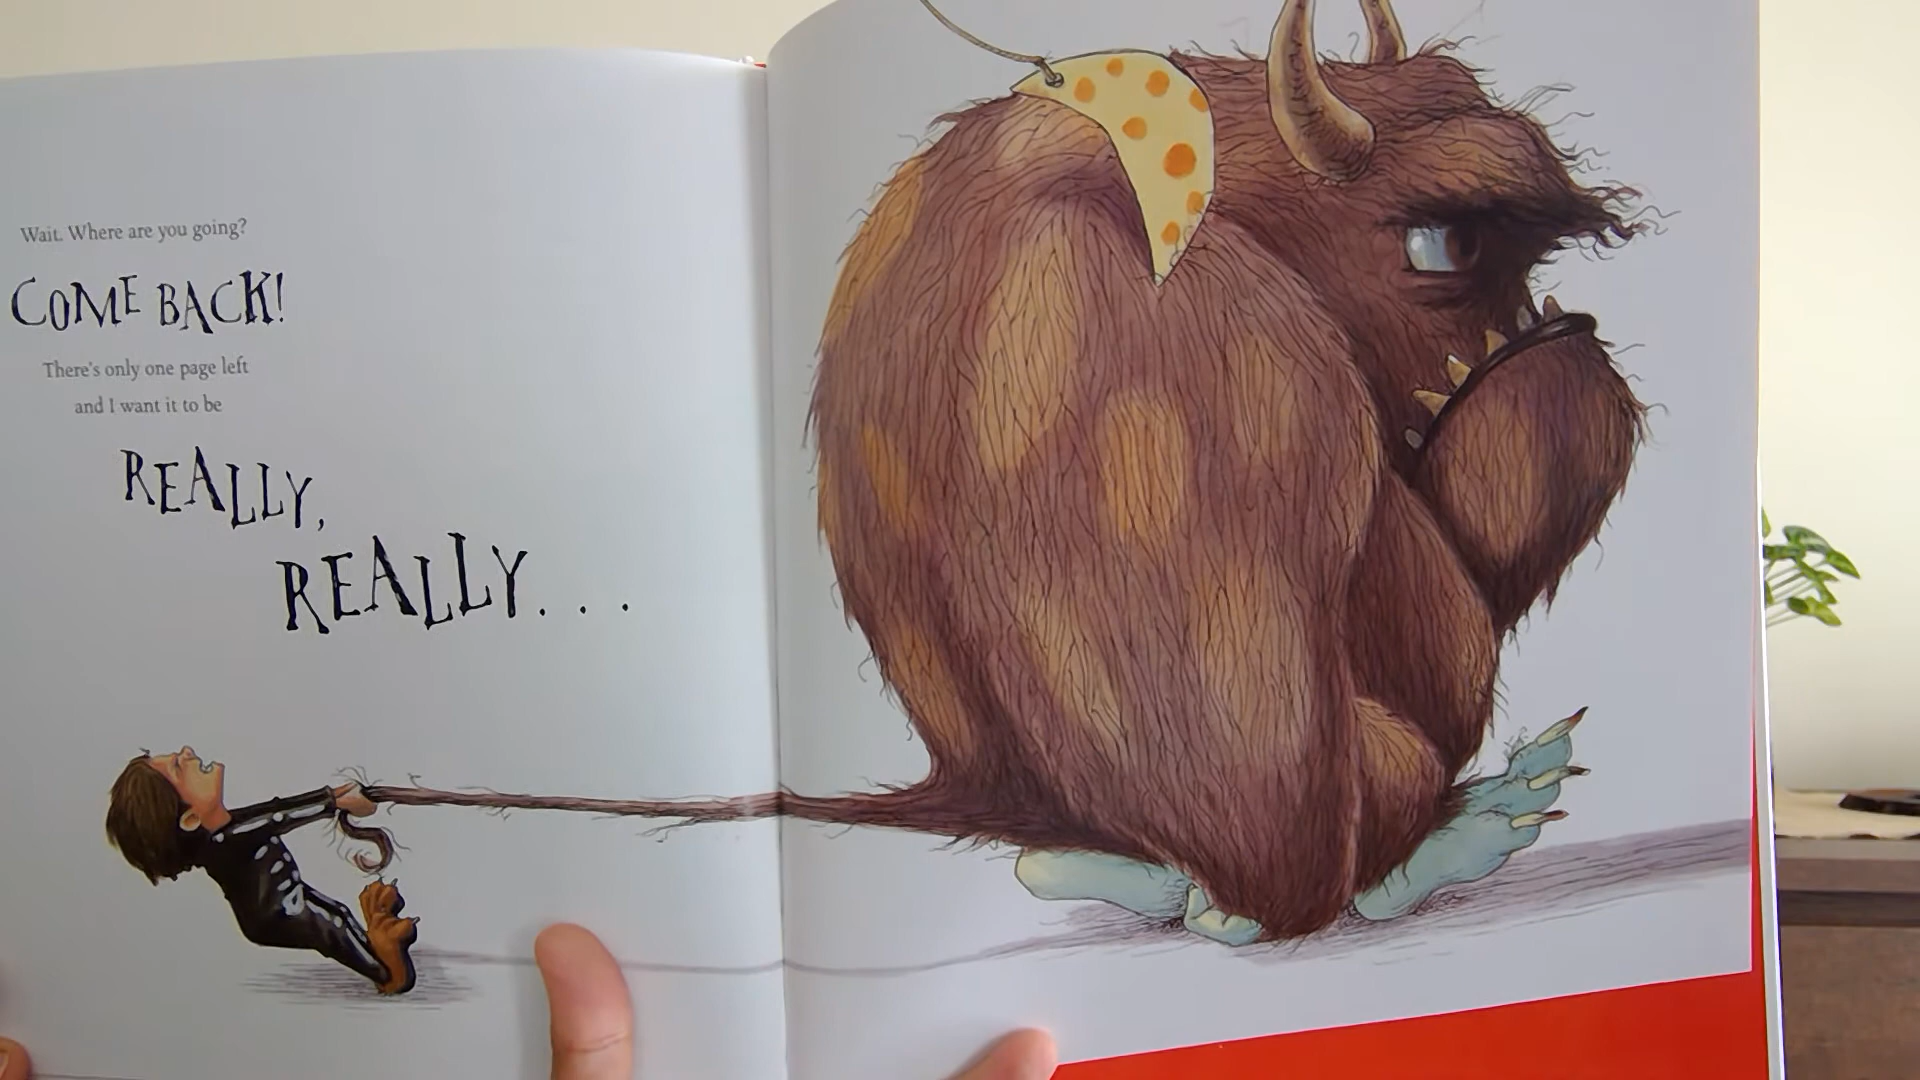 Wait. Where are you going?
COME BACK!
There's only one page left
and I want it to be
REALLY,
REALLY...